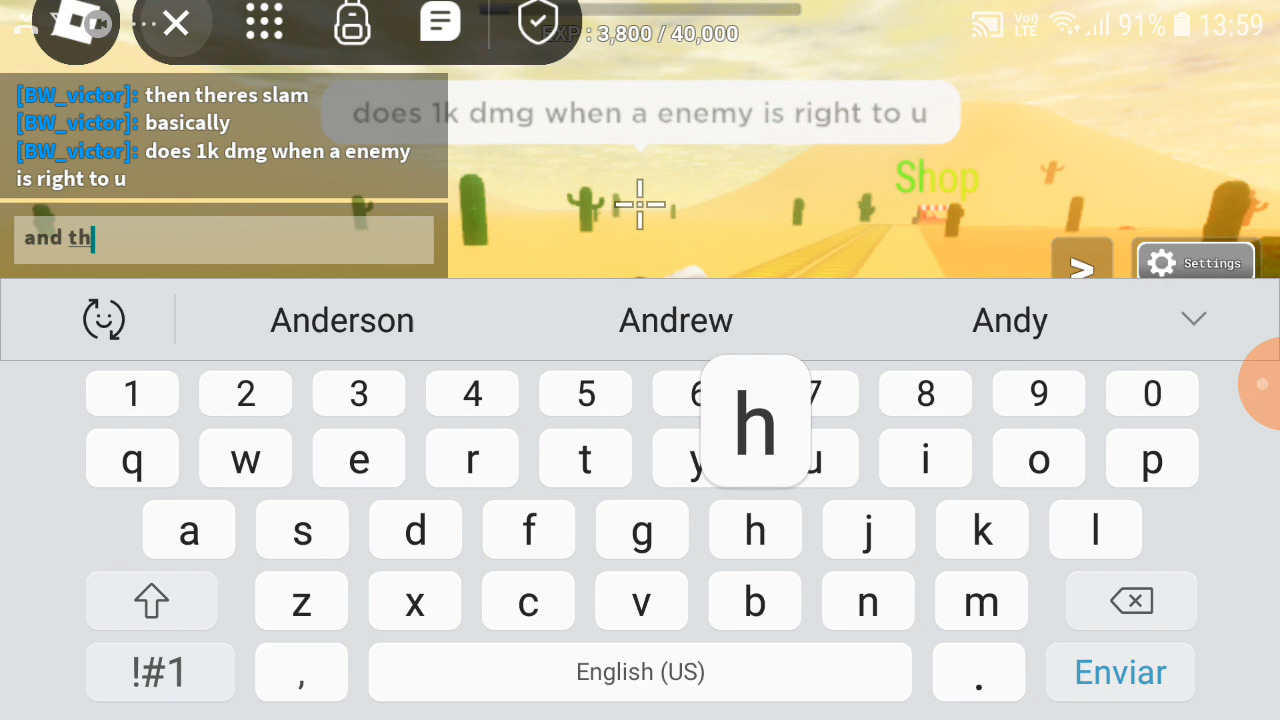 EXP : 3,800 / 40,000
Vo)) LTE 91% 13:59
[BW_victor]: then theres slam
[BW_victor]: basically
[BW_victor]: does 1k dmg when a enemy
is right to u
does 1k dmg when a enemy is right to u
Shop
and th
> Settings
Anderson Andrew Andy
1 2 3 4 5 6 7 8 9 0
h
q w e r t y u i o p
a s d f g h j k l
z x c v b n m
!#1 , English (US) . Enviar